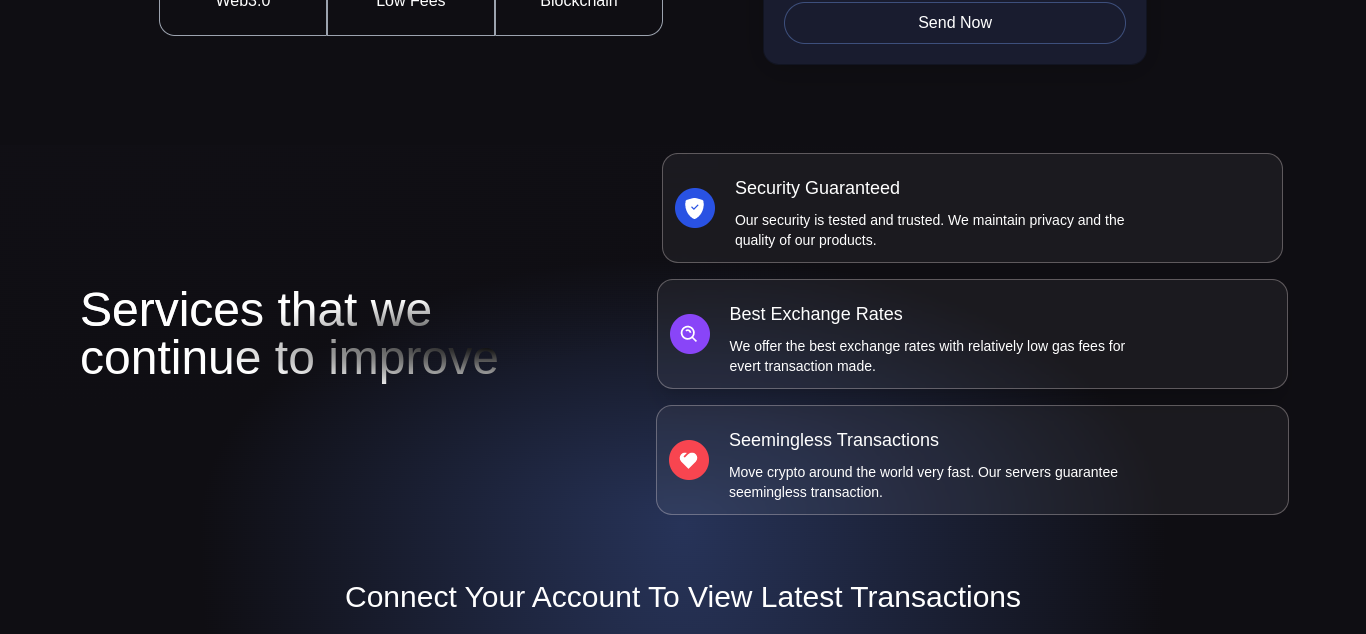 Web3.0
Low Fees
Blockchain
Send Now
Services that we
continue to improve
Security Guaranteed
Our security is tested and trusted. We maintain privacy and the
quality of our products.
Best Exchange Rates
We offer the best exchange rates with relatively low gas fees for
evert transaction made.
Seemingless Transactions
Move crypto around the world very fast. Our servers guarantee
seemingless transaction.
Connect Your Account To View Latest Transactions